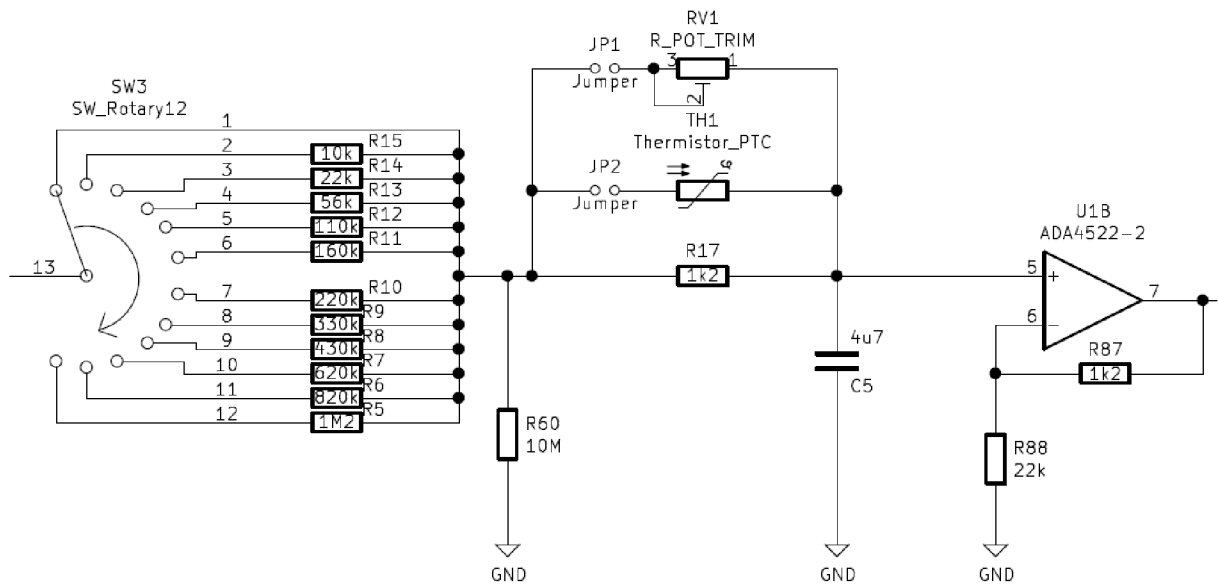 RV1
R_POT_TRIM
JP1
3
1
Jumper
2
SW3
SW_Rotary12
TH1
Thermistor_PTC
1
2
R15
10k
3
R14
22k
JP2
Jumper
4
R13
56k
5
R12
110k
6
R11
160k
U1B
ADA4522-2
13
R17
1k2
5
+
7
7
R10
220k
8
R9
330k
6
-
9
R8
430k
4u7
C5
R87
1k2
10
R7
620k
11
R6
820k
12
R5
1M2
R60
10M
R88
22k
GND
GND
GND